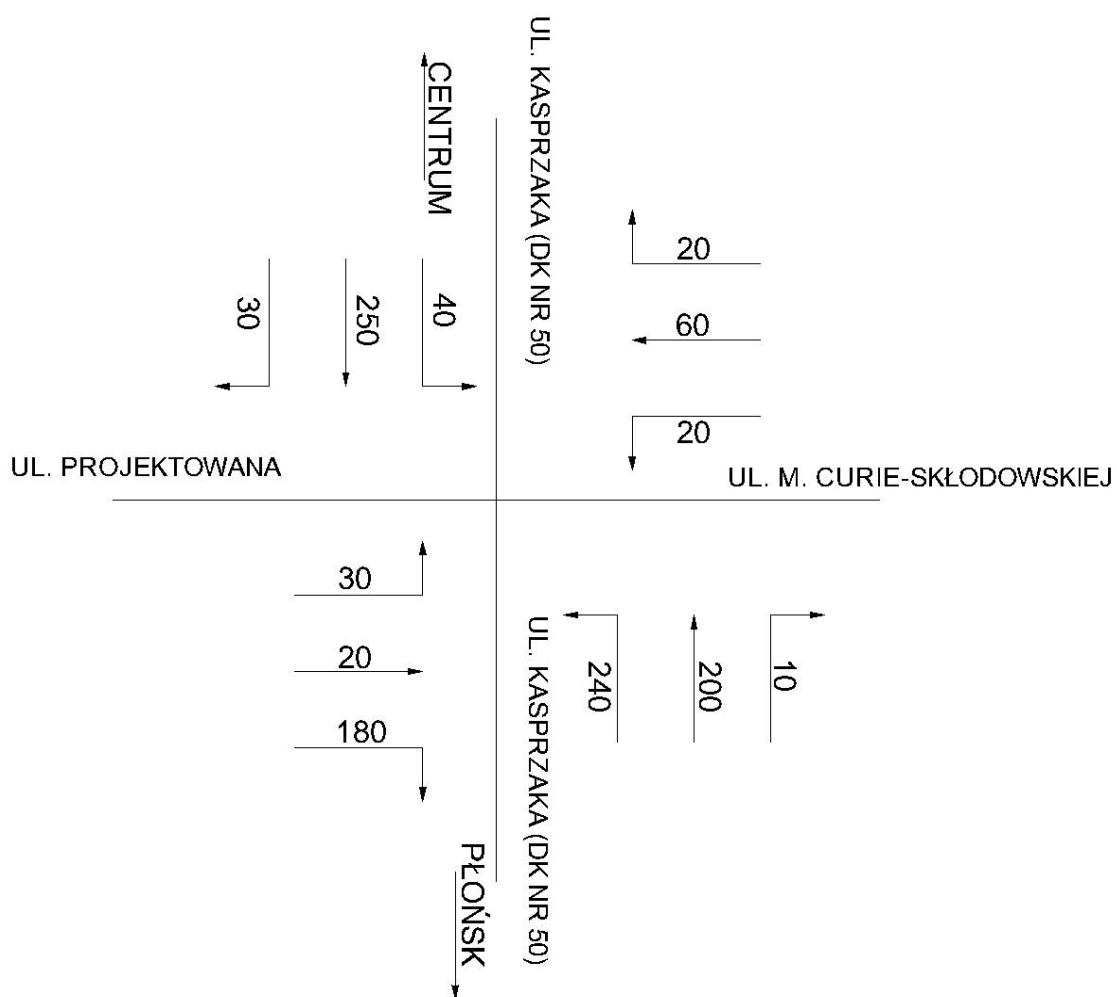 UL. KASPRZAKA (DK NR 50)
CENTRUM
30
250
40
20
60
20
UL. PROJEKTOWANA
UL. M. CURIE-SKŁODOWSKIEJ
30
20
180
240
200
10
UL. KASPRZAKA (DK NR 50)
PŁOŃSK